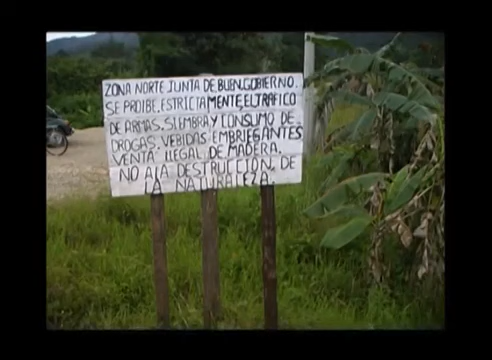 ZONA NORTE JUNTA DE BUEN GOBIERNO.
SE PROIBE. ESTRICTAMENTE EL TRAFICO
DE ARMAS. SIEMBRA Y CONSUMO DE
DROGAS. VEBIDAS EMBRIEGANTES
VENTA ILEGAL DE MADERA.
NO A LA DESTRUCCION. DE
LA NATURALEZA.